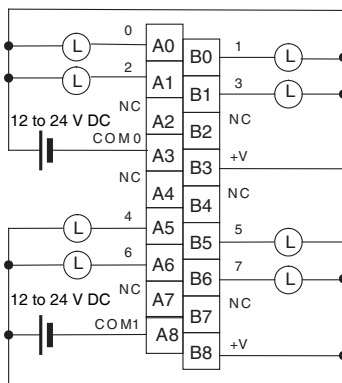 0 A0 B0 1
L L
2 A1 B1 3
L L
NC A2 B2 NC
12 to 24 V DC
COM0 A3 B3 +V
NC A4 B4 NC
4 A5 B5 5
L L
6 A6 B6 7
L L
NC A7 B7 NC
12 to 24 V DC
COM1 A8 B8 +V